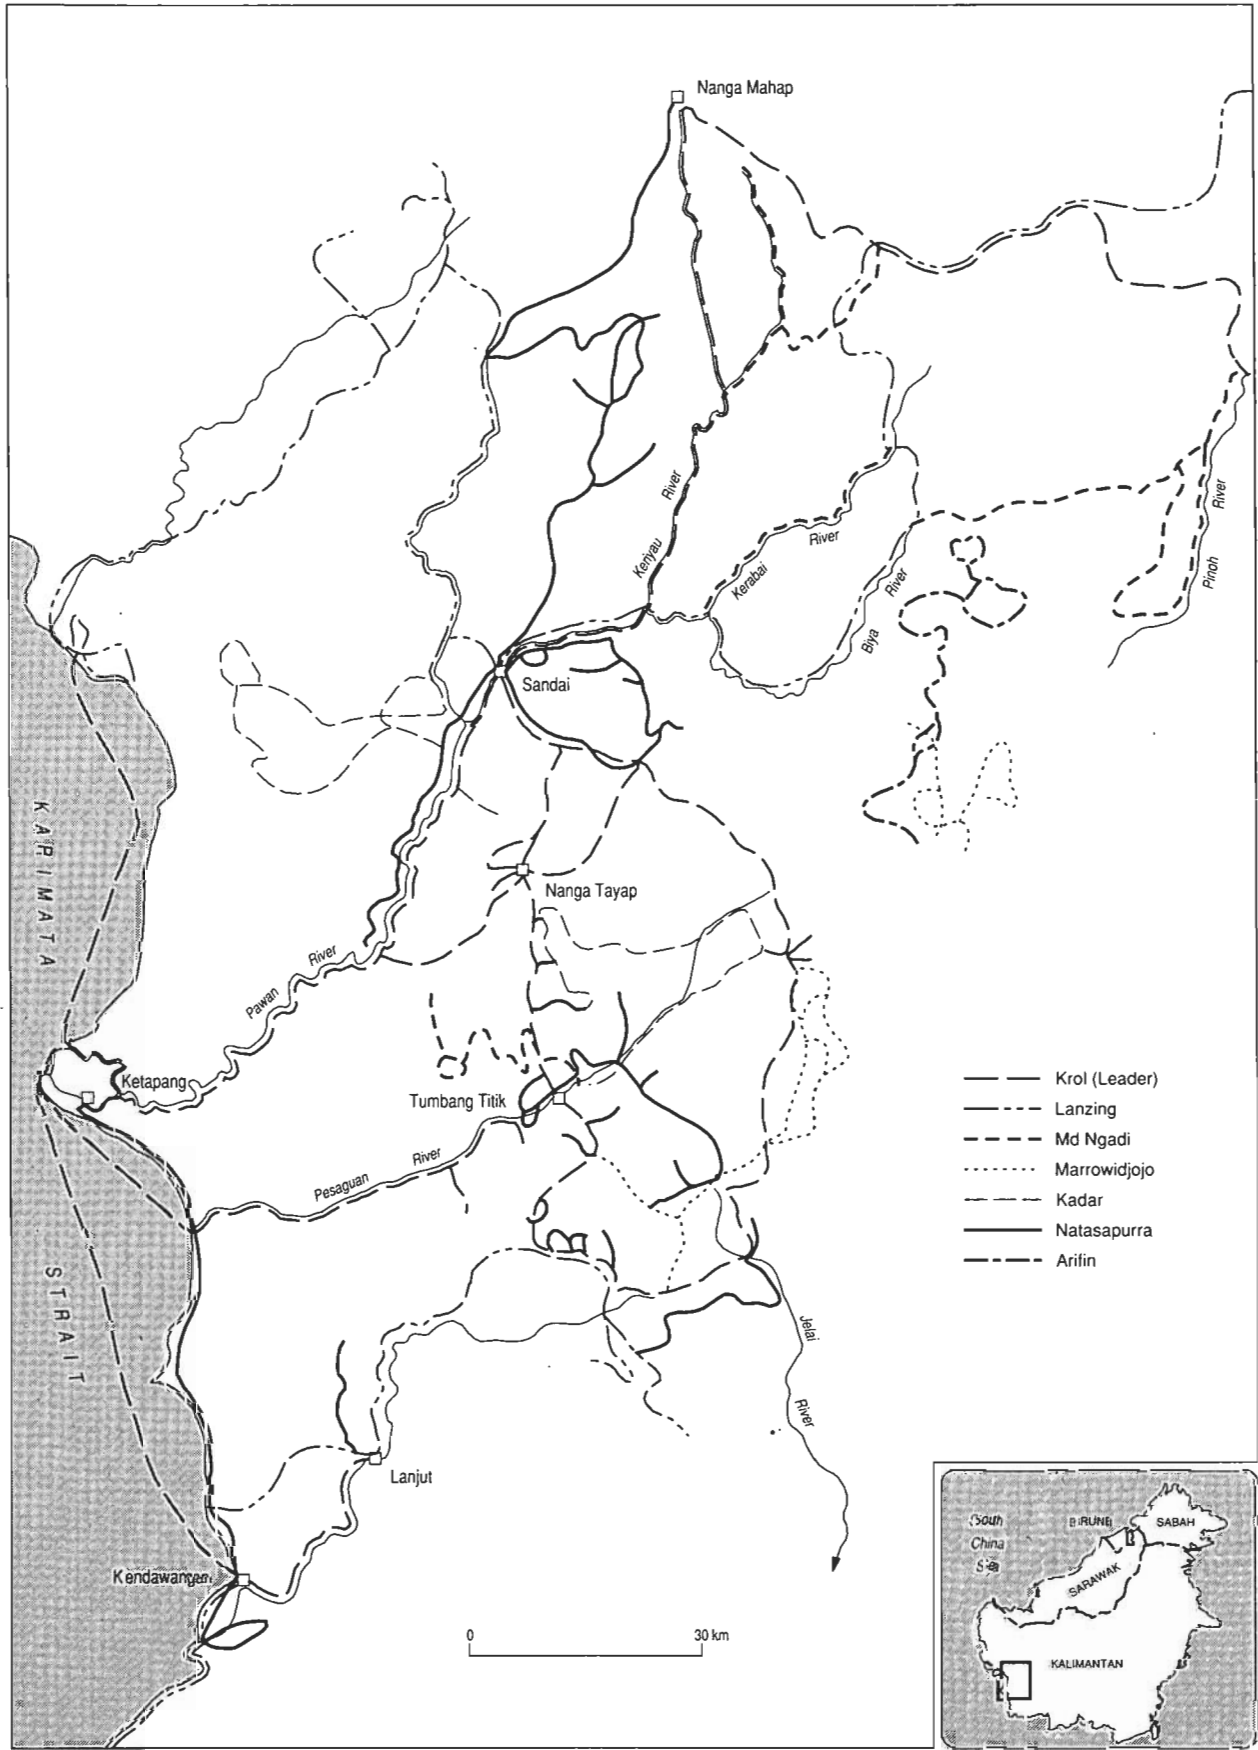 Nanga Mahap
Keriyau
River
Kerabai
River
Biya
River
Pinoh
River
Sandai
Nanga Tayap
KARIMATA
STRAIT
Pawan
River
Ketapang
Tumbang Titik
Pesaguan
River
Jelai
River
Lanjut
Kendawangan
Krol (Leader)
Lanzing
Md Ngadi
Marrowidjojo
Kadar
Natasapurra
Arifin
0 30 km
South
China
Sea
BRUNEI
SABAH
SARAWAK
KALIMANTAN